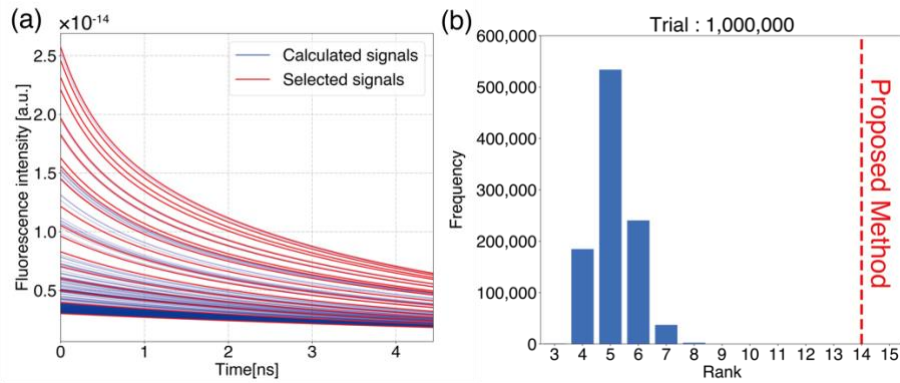 (a)
×10⁻¹⁴
Calculated signals
Selected signals
2.5
2.0
1.5
1.0
0.5
Fluorescence intensity [a.u.]
0 1 2 3 4
Time[ns]
(b)
Trial : 1,000,000
600,000
500,000
400,000
300,000
200,000
100,000
0
Frequency
Proposed Method
3 4 5 6 7 8 9 10 11 12 13 14 15
Rank